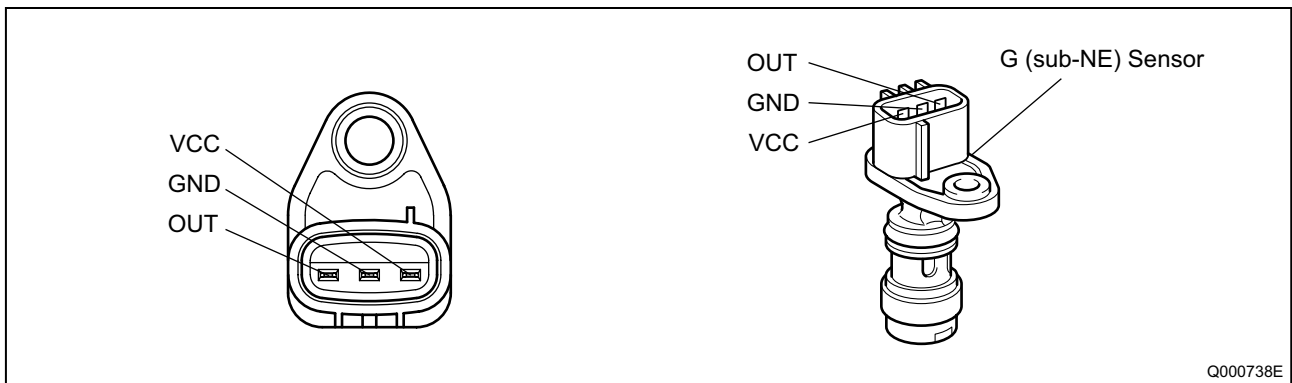 VCC
GND
OUT
OUT
GND
VCC
G (sub-NE) Sensor
Q000738E